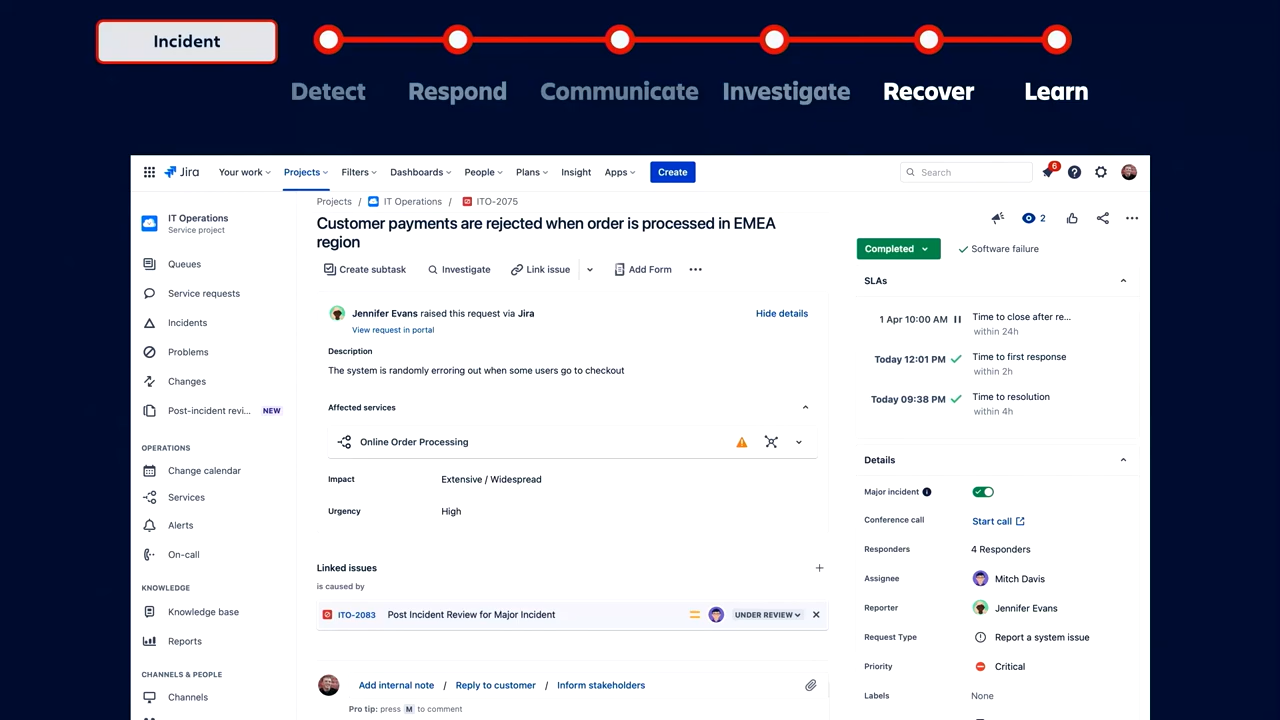 Incident
Detect
Respond
Communicate
Investigate
Recover
Learn
Jira
Your work
Projects
Filters
Dashboards
People
Plans
Insight
Apps
Create
Search
6
IT Operations
Service project
Queues
Service requests
Incidents
Problems
Changes
Post-incident revi... NEW
OPERATIONS
Change calendar
Services
Alerts
On-call
KNOWLEDGE
Knowledge base
Reports
CHANNELS & PEOPLE
Channels
Projects / IT Operations / ITO-2075
Customer payments are rejected when order is processed in EMEA
region
Create subtask
Investigate
Link issue
Add Form
Jennifer Evans raised this request via Jira
Hide details
View request in portal
Description
The system is randomly erroring out when some users go to checkout
Affected services
Online Order Processing
Impact
Extensive / Widespread
Urgency
High
Linked issues
is caused by
ITO-2083 Post Incident Review for Major Incident
UNDER REVIEW
Add internal note / Reply to customer / Inform stakeholders
Pro tip: press M to comment
2
Completed
Software failure
SLAs
1 Apr 10:00 AM Time to close after re...
within 24h
Today 12:01 PM Time to first response
within 2h
Today 09:38 PM Time to resolution
within 4h
Details
Major incident
Conference call
Start call
Responders
4 Responders
Assignee
Mitch Davis
Reporter
Jennifer Evans
Request Type
Report a system issue
Priority
Critical
Labels
None